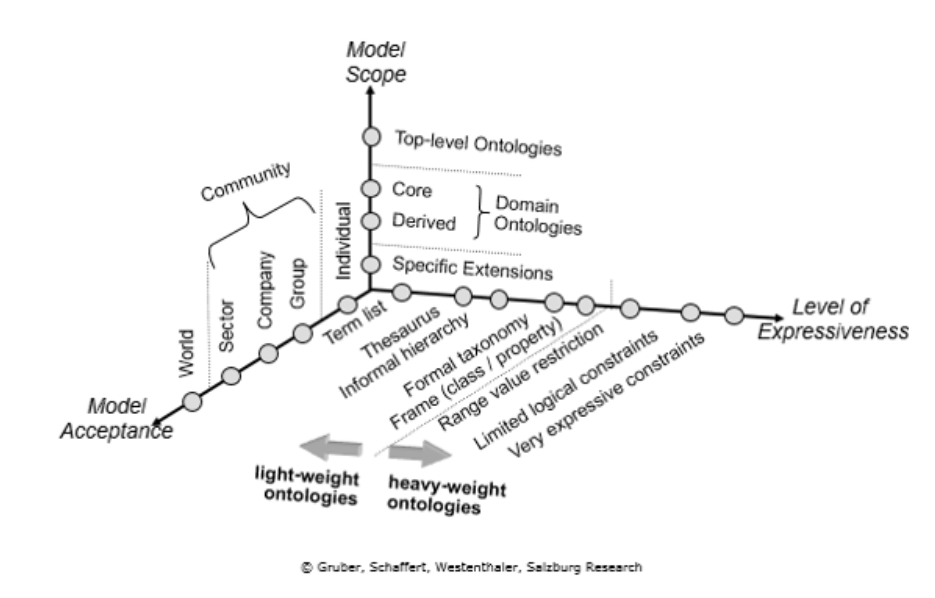 Model
Scope
Top-level Ontologies
Core
Derived
Domain
Ontologies
Specific Extensions
Community
Individual
Group
Company
Sector
World
Model
Acceptance
Level of
Expressiveness
Term list
Thesaurus
Informal hierarchy
Formal taxonomy
Frame (class / property)
Range value restriction
Limited logical constraints
Very expressive constraints
light-weight
ontologies
heavy-weight
ontologies
© Gruber, Schaffert, Westenthaler, Salzburg Research